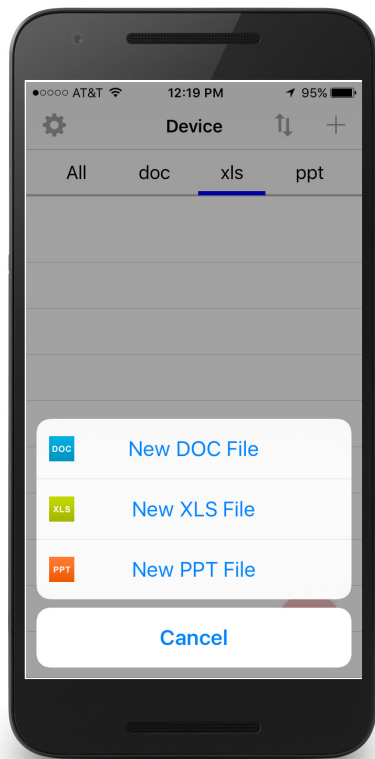 AT&T 12:19 PM 95%
Device
All doc xls ppt
DOC New DOC File
XLS New XLS File
PPT New PPT File
Cancel